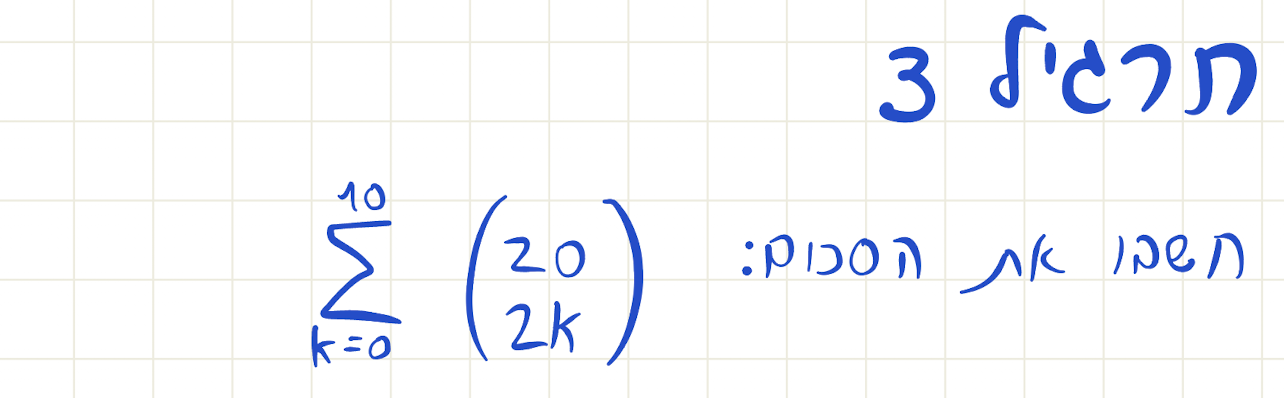 תרגיל 3
חשבו את הסכום: $\sum_{k=0}^{10} \binom{20}{2k}$